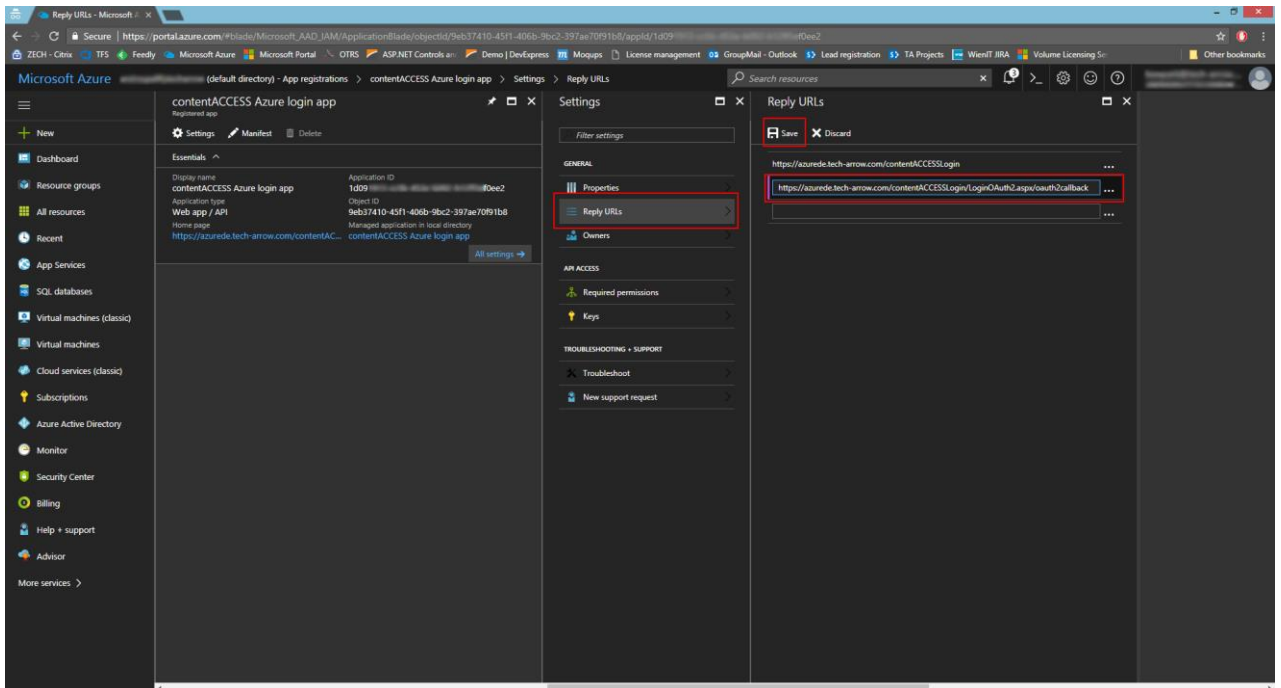 Reply URLs - Microsoft A
Secure | https://portal.azure.com/#blade/Microsoft_AAD_IAM/ApplicationBlade/objectId/9eb37410-45f1-406b-9bc2-397ae70f91b8/appId/1d09 f0ee2
ZECH - Citrix TFS Feedly Microsoft Azure Microsoft Portal OTRS ASP.NET Controls an Demo | DevExpress Moqups License management GroupMail - Outlook Lead registration TA Projects WienIT JIRA Volume Licensing Se Other bookmarks
Microsoft Azure (default directory) - App registrations > contentACCESS Azure login app > Settings > Reply URLs Search resources
New
Dashboard
Resource groups
All resources
Recent
App Services
SQL databases
Virtual machines (classic)
Virtual machines
Cloud services (classic)
Subscriptions
Azure Active Directory
Monitor
Security Center
Billing
Help + support
Advisor
More services >
contentACCESS Azure login app
Registered app
Settings Manifest Delete
Essentials
Display name Application ID
contentACCESS Azure login app 1d09 f0ee2
Application type Object ID
Web app / API 9eb37410-45f1-406b-9bc2-397ae70f91b8
Home page Managed application in local directory
https://azurede.tech-arrow.com/contentAC... contentACCESS Azure login app
All settings →
Settings
Filter settings
GENERAL
Properties
Reply URLs
Owners
API ACCESS
Required permissions
Keys
TROUBLESHOOTING + SUPPORT
Troubleshoot
New support request
Reply URLs
Save Discard
https://azurede.tech-arrow.com/contentACCESSLogin ...
https://azurede.tech-arrow.com/contentACCESSLogin/LoginOAuth2.aspx/oauth2callback ...
...